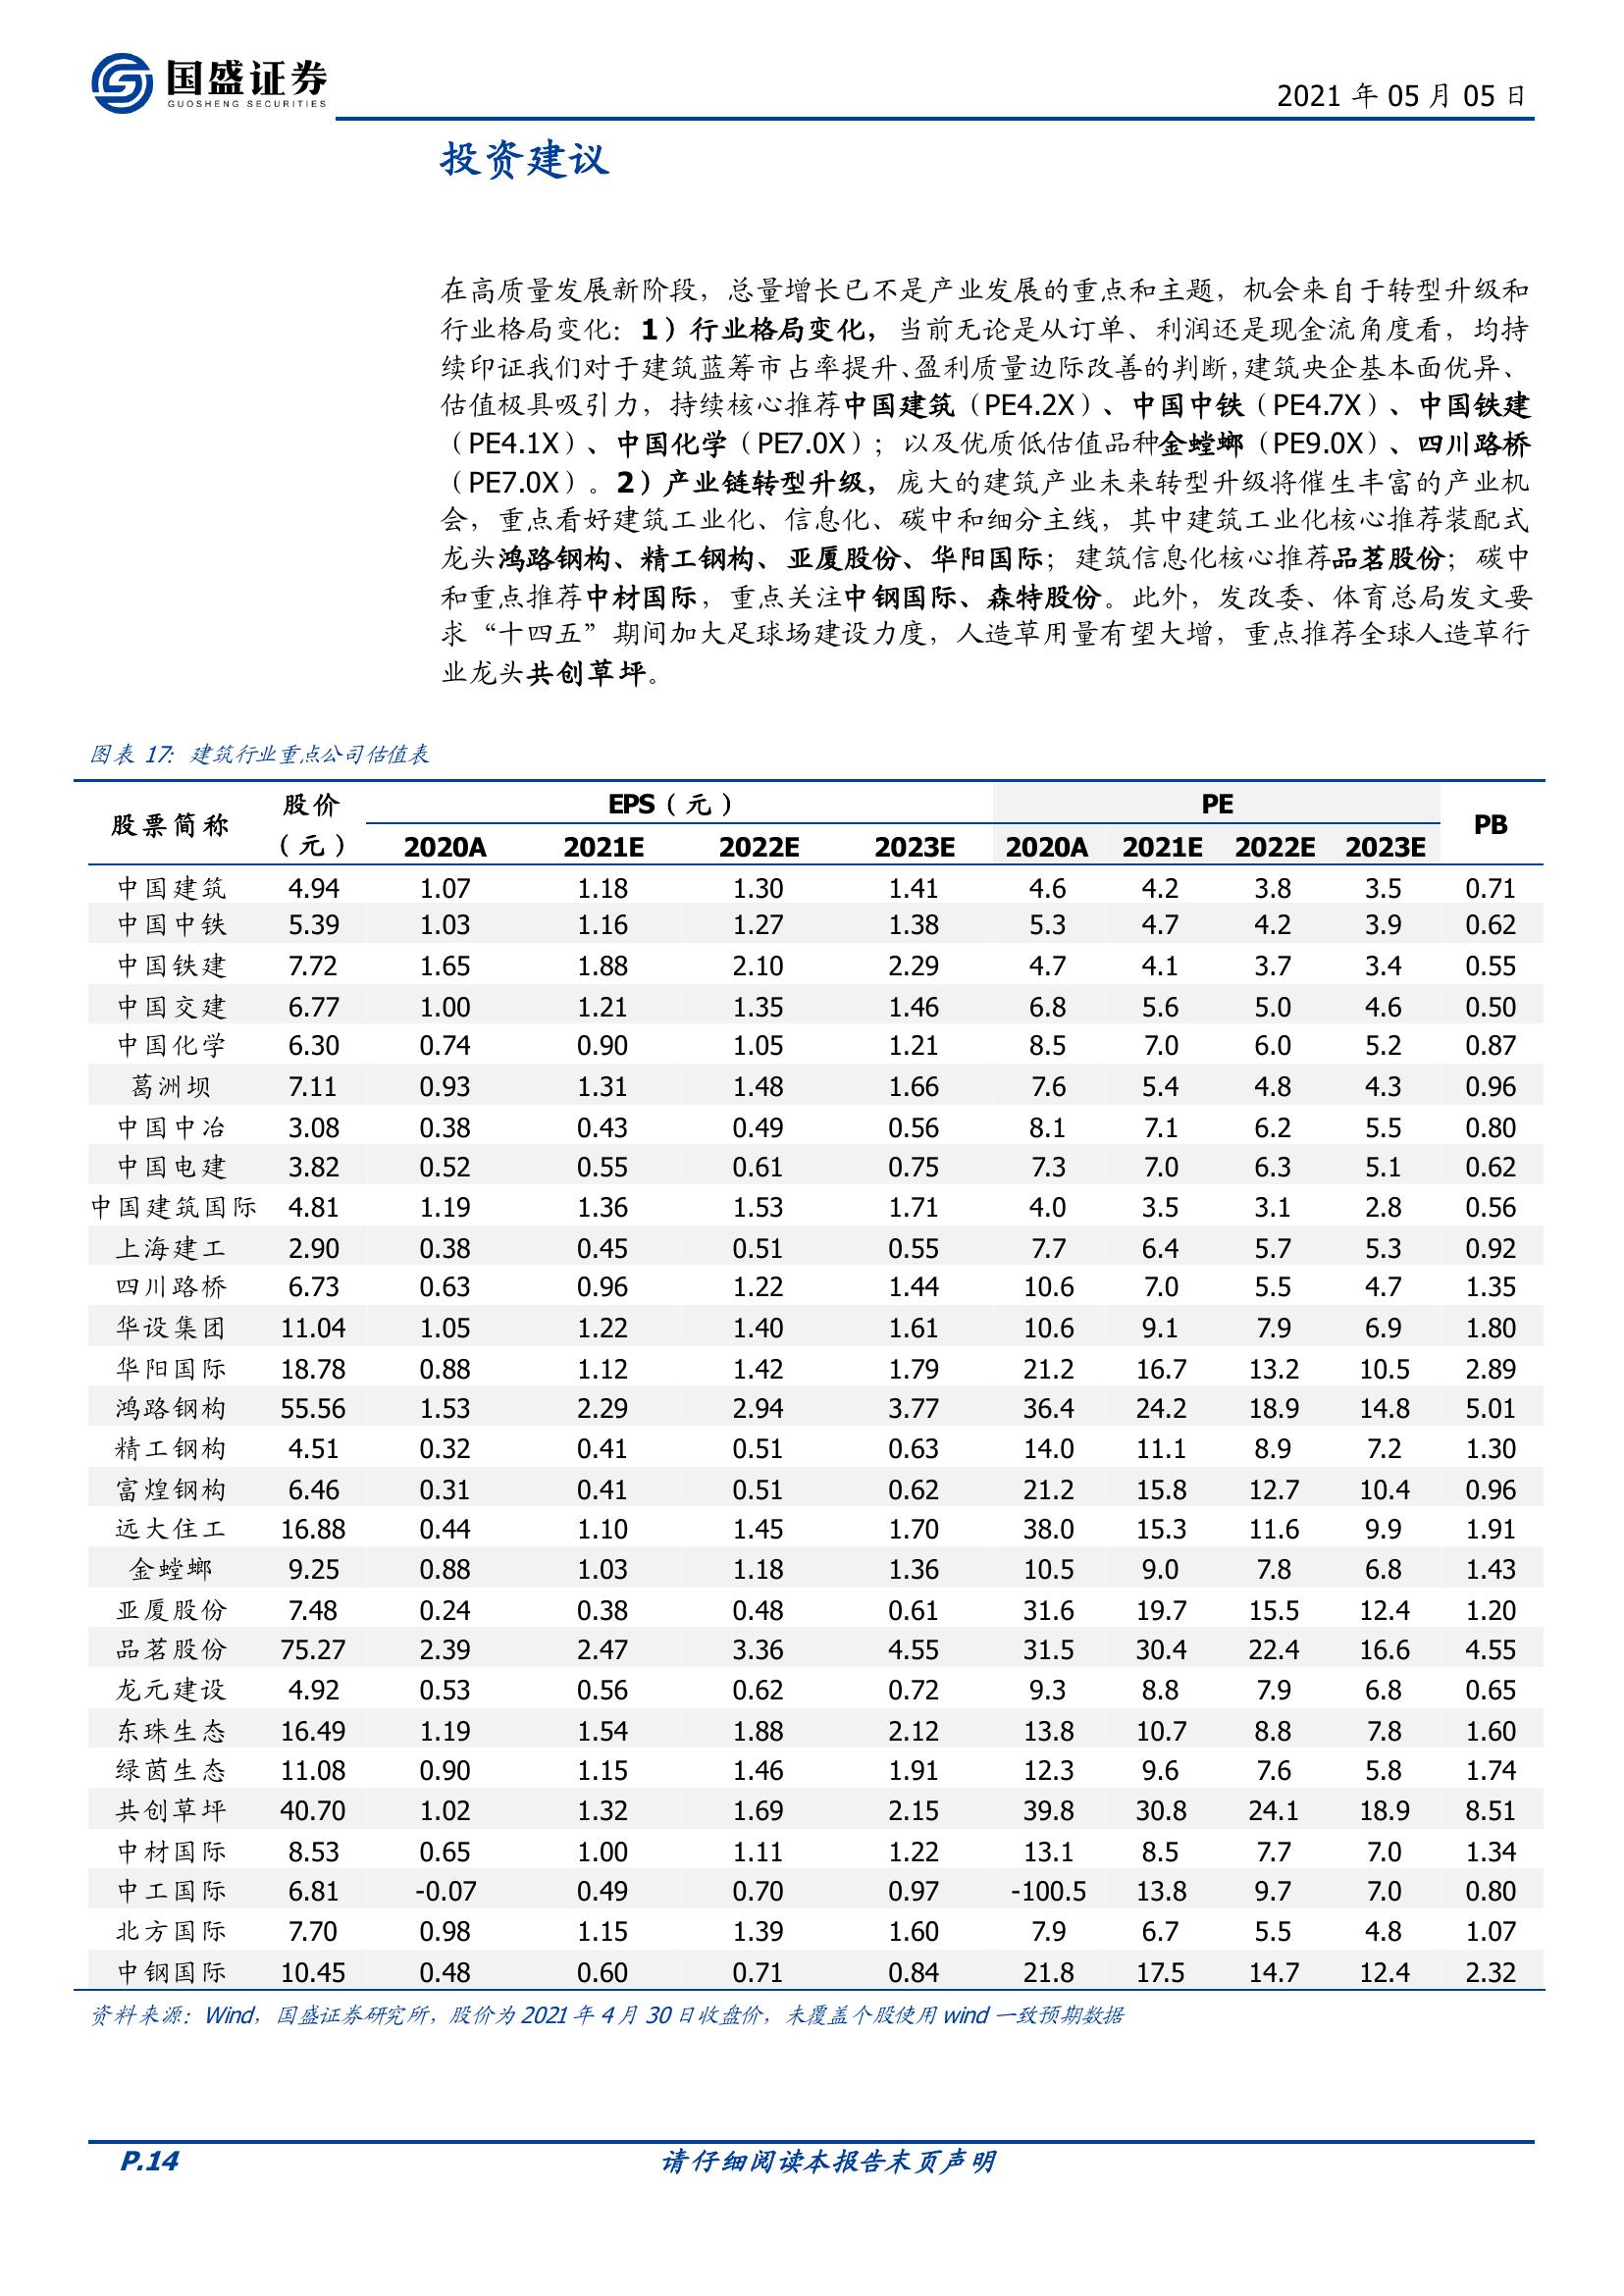 国盛证券
GUOSHENG SECURITIES
2021 年 05 月 05 日
投资建议
在高质量发展新阶段，总量增长已不是产业发展的重点和主题，机会来自于转型升级和
行业格局变化：1）行业格局变化，当前无论是从订单、利润还是现金流角度看，均持
续印证我们对于建筑蓝筹市占率提升、盈利质量边际改善的判断，建筑央企基本面优异、
估值极具吸引力，持续核心推荐中国建筑（PE4.2X）、中国中铁（PE4.7X）、中国铁建
（PE4.1X）、中国化学（PE7.0X）；以及优质低估值品种金螳螂（PE9.0X）、四川路桥
（PE7.0X）。2）产业链转型升级，庞大的建筑产业未来转型升级将催生丰富的产业机
会，重点看好建筑工业化、信息化、碳中和细分主线，其中建筑工业化核心推荐装配式
龙头鸿路钢构、精工钢构、亚厦股份、华阳国际；建筑信息化核心推荐品茗股份；碳中
和重点推荐中材国际，重点关注中钢国际、森特股份。此外，发改委、体育总局发文要
求“十四五”期间加大足球场建设力度，人造草用量有望大增，重点推荐全球人造草行
业龙头共创草坪。
图表 17：建筑行业重点公司估值表
股票简称 股价（元） EPS（元） PE PB
2020A 2021E 2022E 2023E 2020A 2021E 2022E 2023E
中国建筑 4.94 1.07 1.18 1.30 1.41 4.6 4.2 3.8 3.5 0.71
中国中铁 5.39 1.03 1.16 1.27 1.38 5.3 4.7 4.2 3.9 0.62
中国铁建 7.72 1.65 1.88 2.10 2.29 4.7 4.1 3.7 3.4 0.55
中国交建 6.77 1.00 1.21 1.35 1.46 6.8 5.6 5.0 4.6 0.50
中国化学 6.30 0.74 0.90 1.05 1.21 8.5 7.0 6.0 5.2 0.87
葛洲坝 7.11 0.93 1.31 1.48 1.66 7.6 5.4 4.8 4.3 0.96
中国中冶 3.08 0.38 0.43 0.49 0.56 8.1 7.1 6.2 5.5 0.80
中国电建 3.82 0.52 0.55 0.61 0.75 7.3 7.0 6.3 5.1 0.62
中国建筑国际 4.81 1.19 1.36 1.53 1.71 4.0 3.5 3.1 2.8 0.56
上海建工 2.90 0.38 0.45 0.51 0.55 7.7 6.4 5.7 5.3 0.92
四川路桥 6.73 0.63 0.96 1.22 1.44 10.6 7.0 5.5 4.7 1.35
华设集团 11.04 1.05 1.22 1.40 1.61 10.6 9.1 7.9 6.9 1.80
华阳国际 18.78 0.88 1.12 1.42 1.79 21.2 16.7 13.2 10.5 2.89
鸿路钢构 55.56 1.53 2.29 2.94 3.77 36.4 24.2 18.9 14.8 5.01
精工钢构 4.51 0.32 0.41 0.51 0.63 14.0 11.1 8.9 7.2 1.30
富煌钢构 6.46 0.31 0.41 0.51 0.62 21.2 15.8 12.7 10.4 0.96
远大住工 16.88 0.44 1.10 1.45 1.70 38.0 15.3 11.6 9.9 1.91
金螳螂 9.25 0.88 1.03 1.18 1.36 10.5 9.0 7.8 6.8 1.43
亚厦股份 7.48 0.24 0.38 0.48 0.61 31.6 19.7 15.5 12.4 1.20
品茗股份 75.27 2.39 2.47 3.36 4.55 31.5 30.4 22.4 16.6 4.55
龙元建设 4.92 0.53 0.56 0.62 0.72 9.3 8.8 7.9 6.8 0.65
东珠生态 16.49 1.19 1.54 1.88 2.12 13.8 10.7 8.8 7.8 1.60
绿茵生态 11.08 0.90 1.15 1.46 1.91 12.3 9.6 7.6 5.8 1.74
共创草坪 40.70 1.02 1.32 1.69 2.15 39.8 30.8 24.1 18.9 8.51
中材国际 8.53 0.65 1.00 1.11 1.22 13.1 8.5 7.7 7.0 1.34
中工国际 6.81 -0.07 0.49 0.70 0.97 -100.5 13.8 9.7 7.0 0.80
北方国际 7.70 0.98 1.15 1.39 1.60 7.9 6.7 5.5 4.8 1.07
中钢国际 10.45 0.48 0.60 0.71 0.84 21.8 17.5 14.7 12.4 2.32
资料来源：Wind，国盛证券研究所，股价为 2021 年 4 月 30 日收盘价，未覆盖个股使用 wind 一致预期数据
P.14 请仔细阅读本报告末页声明